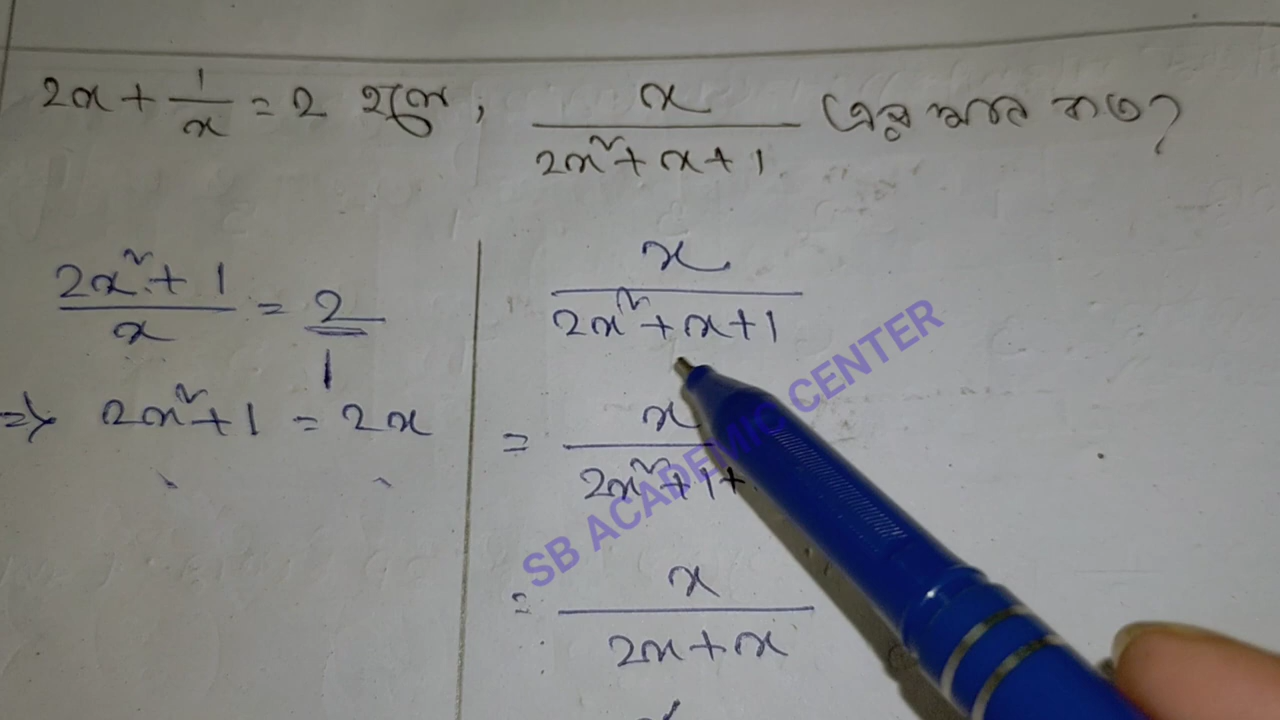 2x + 1/x = 2 হলে, x/(2x²+x+1) এর মান কত?
(2x²+1)/x = 2/1
=> 2x²+1 = 2x
x/(2x²+x+1)
= x/(2x²+1+
= x/(2x+x)
SB ACADEMIC CENTER